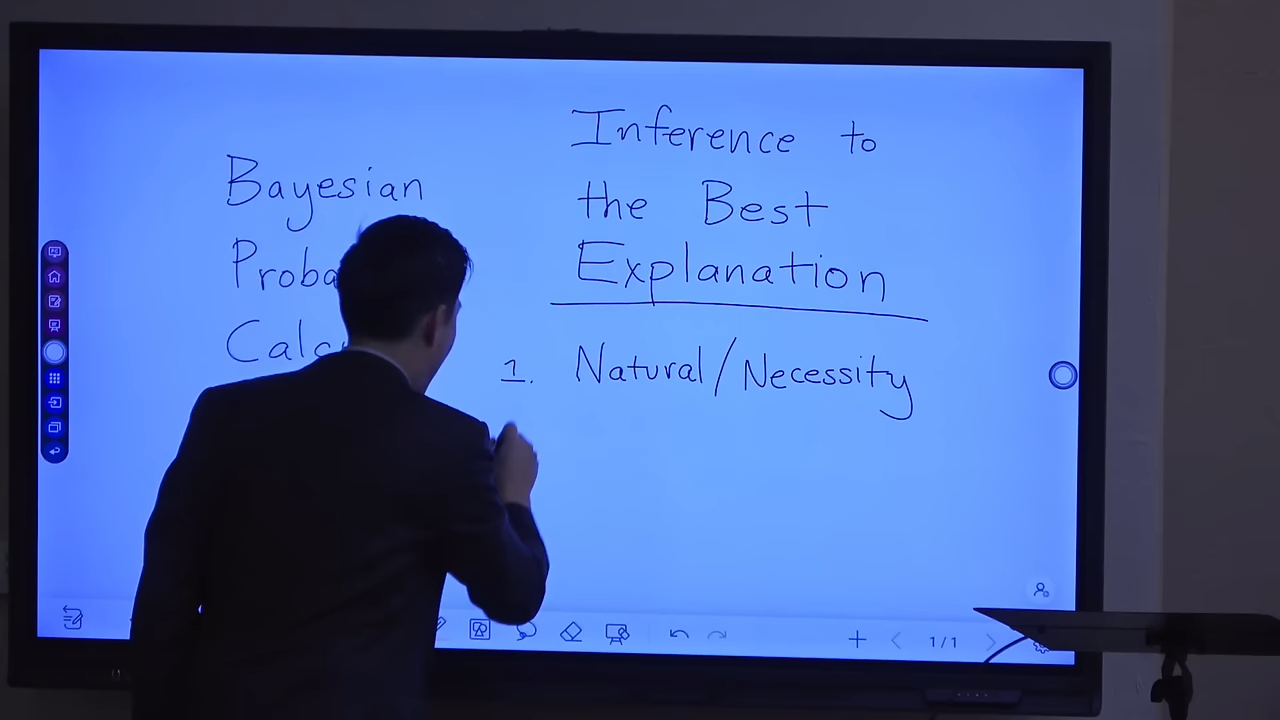 Bayesian
Proba
Calc
Inference to
the Best
Explanation
1. Natural/Necessity
1/1